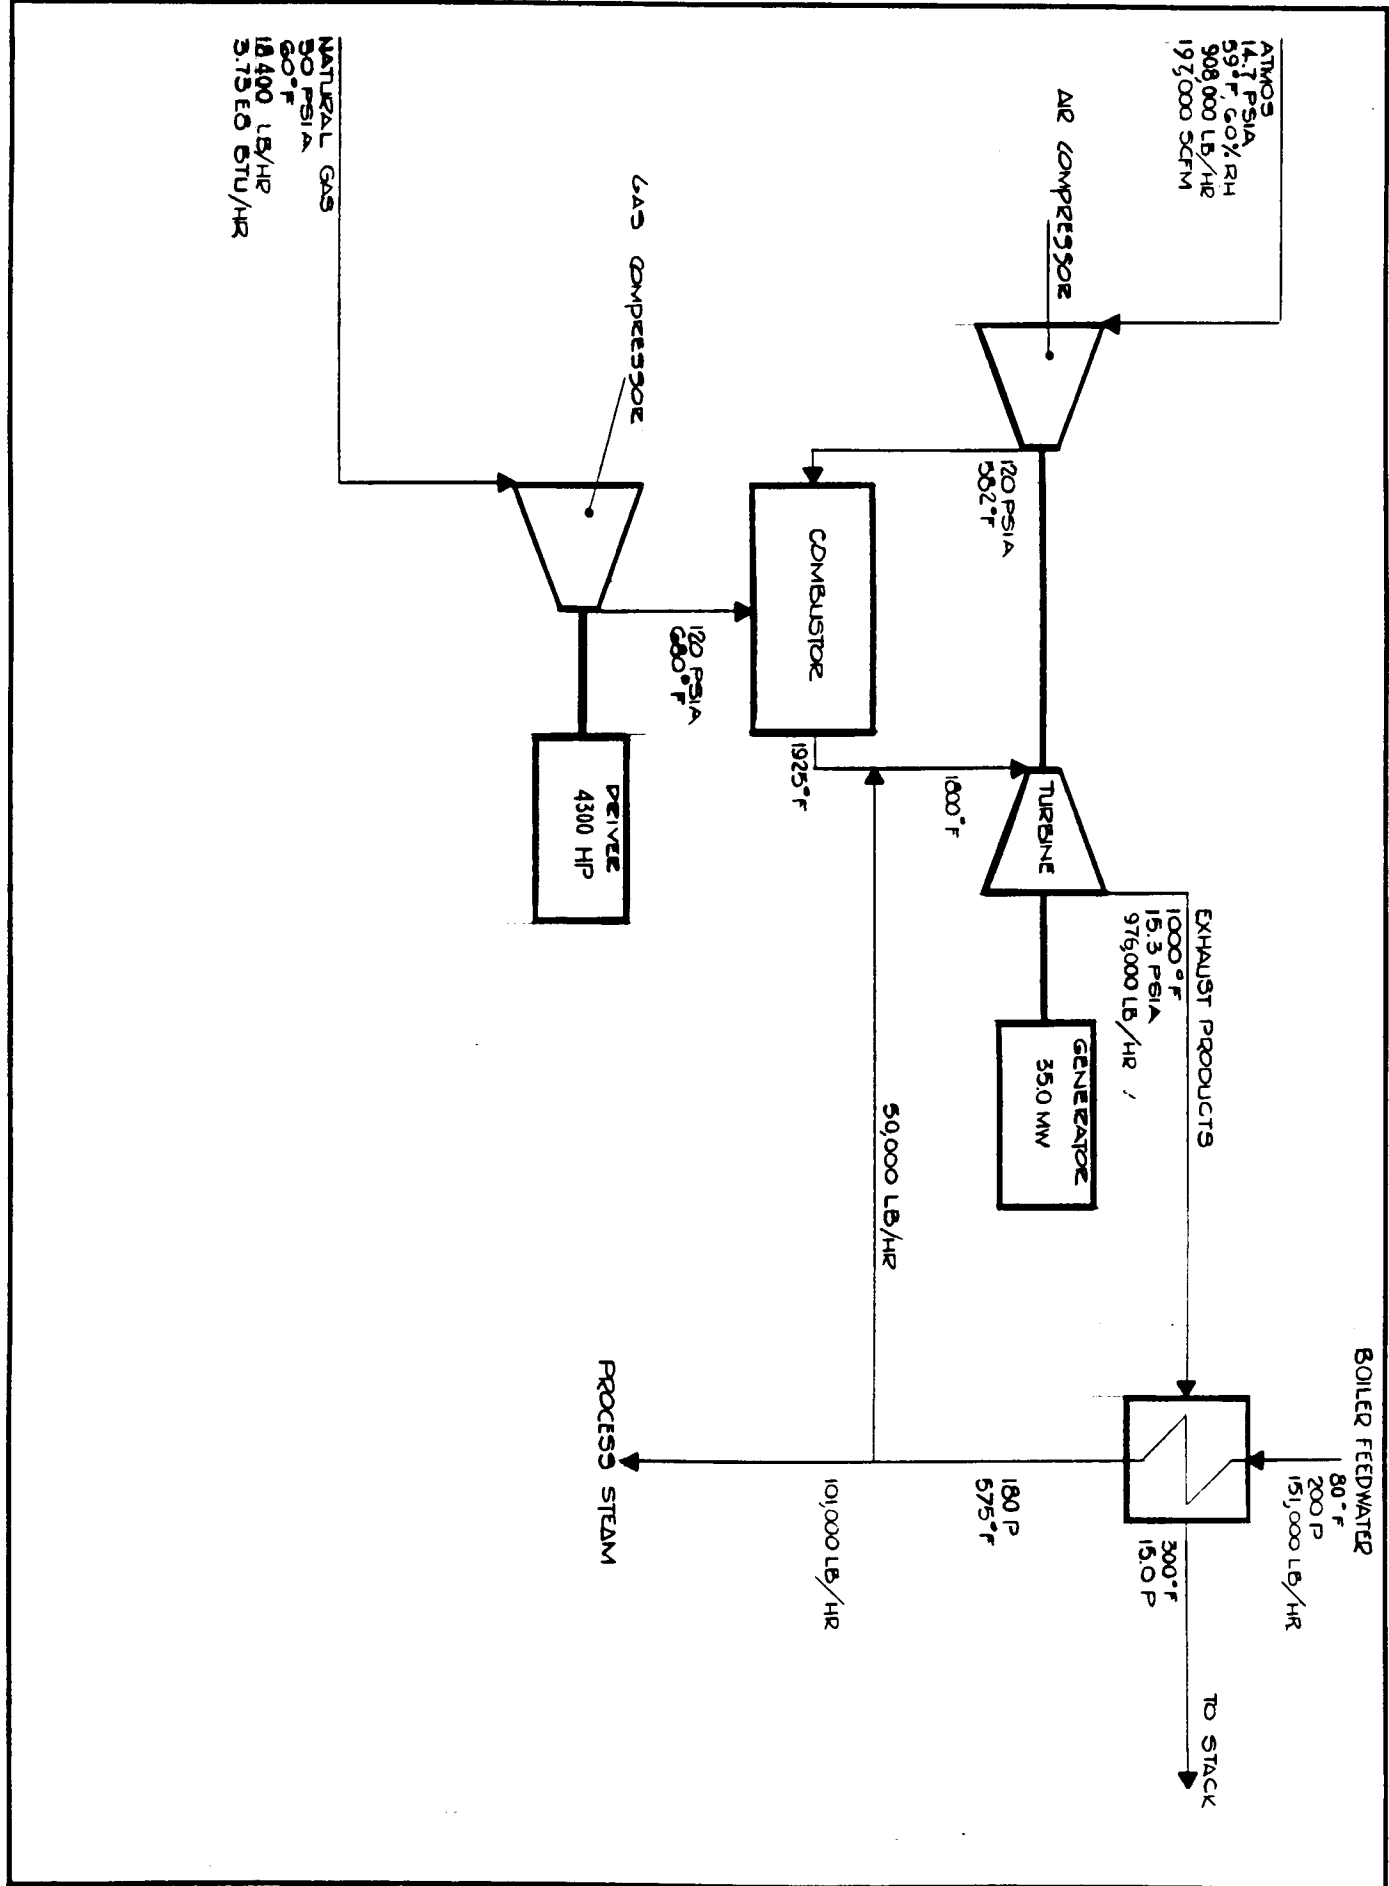 ATMOS
14.7 PSIA
59°F, 60% RH
908,000 LB/HR
197,000 SCFM
AIR COMPRESSOR
120 PSIA
582°F
COMBUSTOR
1925°F
1800°F
TURBINE
GENERATOR
35.0 MW
EXHAUST PRODUCTS
1000°F
15.3 PSIA
976,000 LB/HR
BOILER FEEDWATER
80°F
200 P
151,000 LB/HR
300°F
15.0 P
TO STACK
180 P
575°F
50,000 LB/HR
101,000 LB/HR
PROCESS STEAM
GAS COMPRESSOR
120 PSIA
680°F
DRIVER
4300 HP
NATURAL GAS
30 PSIA
60°F
18,400 LB/HR
3.75 E8 BTU/HR